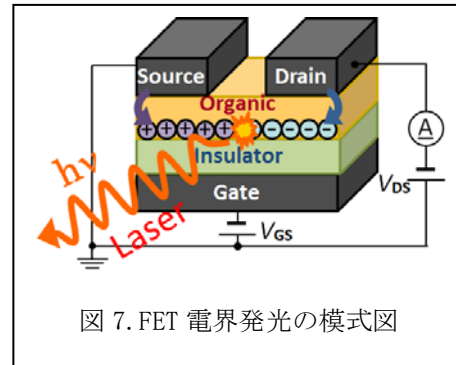 Source
Drain
Organic
+ + + + + - - - - -
Insulator
Gate
hν
Laser
A
VDS
VGS
図 7. FET 電界発光の模式図